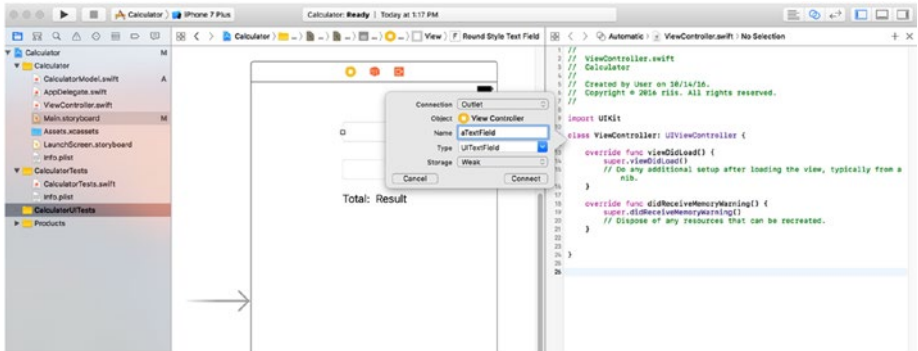 Calculator
iPhone 7 Plus
Calculator: Ready | Today at 1:17 PM
Calculator
View
F Round Style Text Field
Automatic
ViewController.swift
No Selection
Calculator M
Calculator
CalculatorModel.swift A
AppDelegate.swift
ViewController.swift
Main.storyboard M
Assets.xcassets
LaunchScreen.storyboard
Info.plist
CalculatorTests
CalculatorTests.swift
Info.plist
CalculatorUITests
Products
Connection Outlet
Object View Controller
Name aTextField
Type UITextField
Storage Weak
Cancel Connect
Total: Result
//
// ViewController.swift
// Calculator
//
// Created by User on 10/14/16.
// Copyright © 2016 riis. All rights reserved.
//
import UIKit
class ViewController: UIViewController {
override func viewDidLoad() {
super.viewDidLoad()
// Do any additional setup after loading the view, typically from a
nib.
}
override func didReceiveMemoryWarning() {
super.didReceiveMemoryWarning()
// Dispose of any resources that can be recreated.
}
}